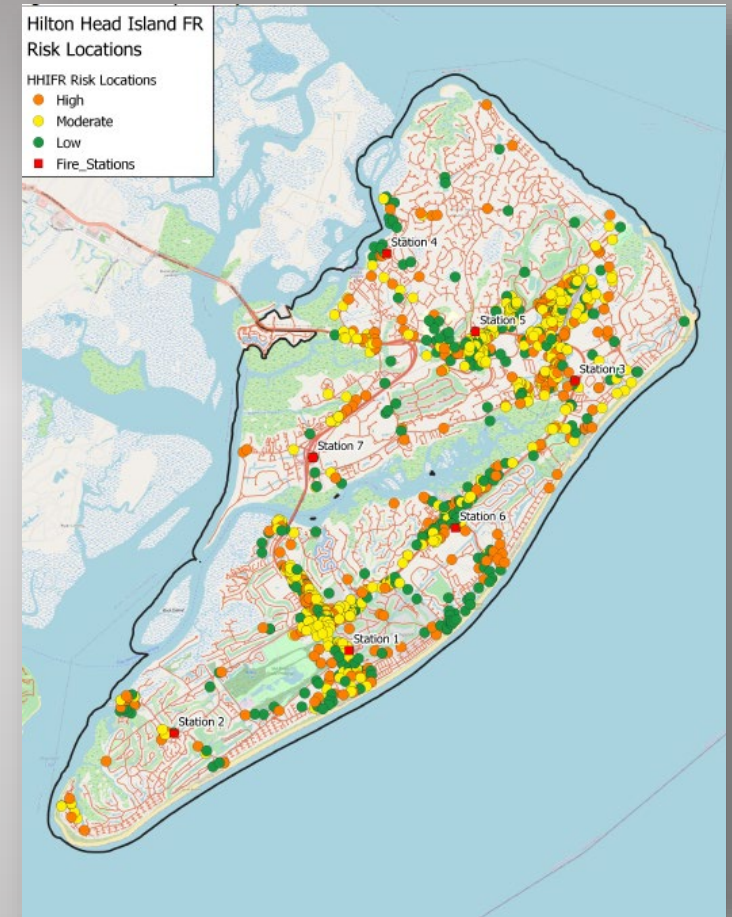 Hilton Head Island FR
Risk Locations
HHIFR Risk Locations
High
Moderate
Low
Fire_Stations
Station 4
Station 5
Station 3
Station 7
Station 6
Station 1
Station 2